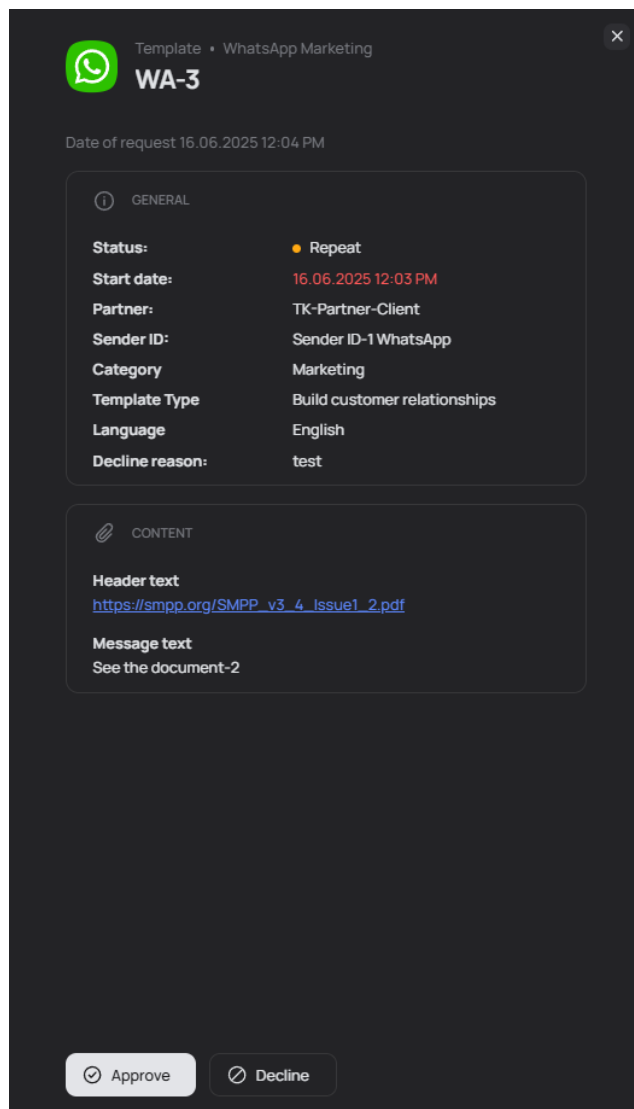 Template • WhatsApp Marketing
WA-3
Date of request 16.06.2025 12:04 PM
GENERAL
Status: Repeat
Start date: 16.06.2025 12:03 PM
Partner: TK-Partner-Client
Sender ID: Sender ID-1 WhatsApp
Category Marketing
Template Type Build customer relationships
Language English
Decline reason: test
CONTENT
Header text
https://smpp.org/SMPP_v3_4_Issue1_2.pdf
Message text
See the document-2
Approve Decline